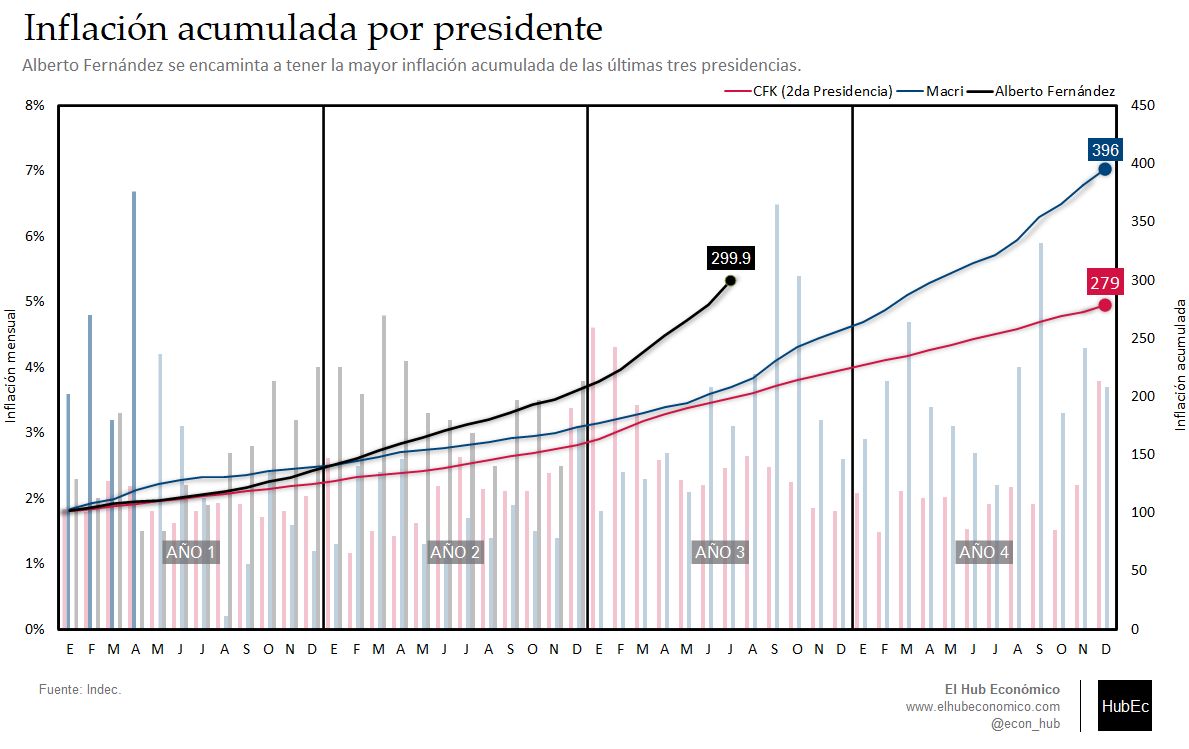 Inflación acumulada por presidente
Alberto Fernández se encaminta a tener la mayor inflación acumulada de las últimas tres presidencias.
CFK (2da Presidencia) Macri Alberto Fernández
8% 450
7% 400
6% 350
5% 300
4% 250
3% 200
2% 150
1% 100
0% 50
0
Inflación mensual
Inflación acumulada
396
299.9
279
AÑO 1 AÑO 2 AÑO 3 AÑO 4
E F M A M J J A S O N D E F M A M J J A S O N D E F M A M J J A S O N D E F M A M J J A S O N D
Fuente: Indec.
El Hub Económico
www.elhubeconomico.com
@econ_hub
HubEc